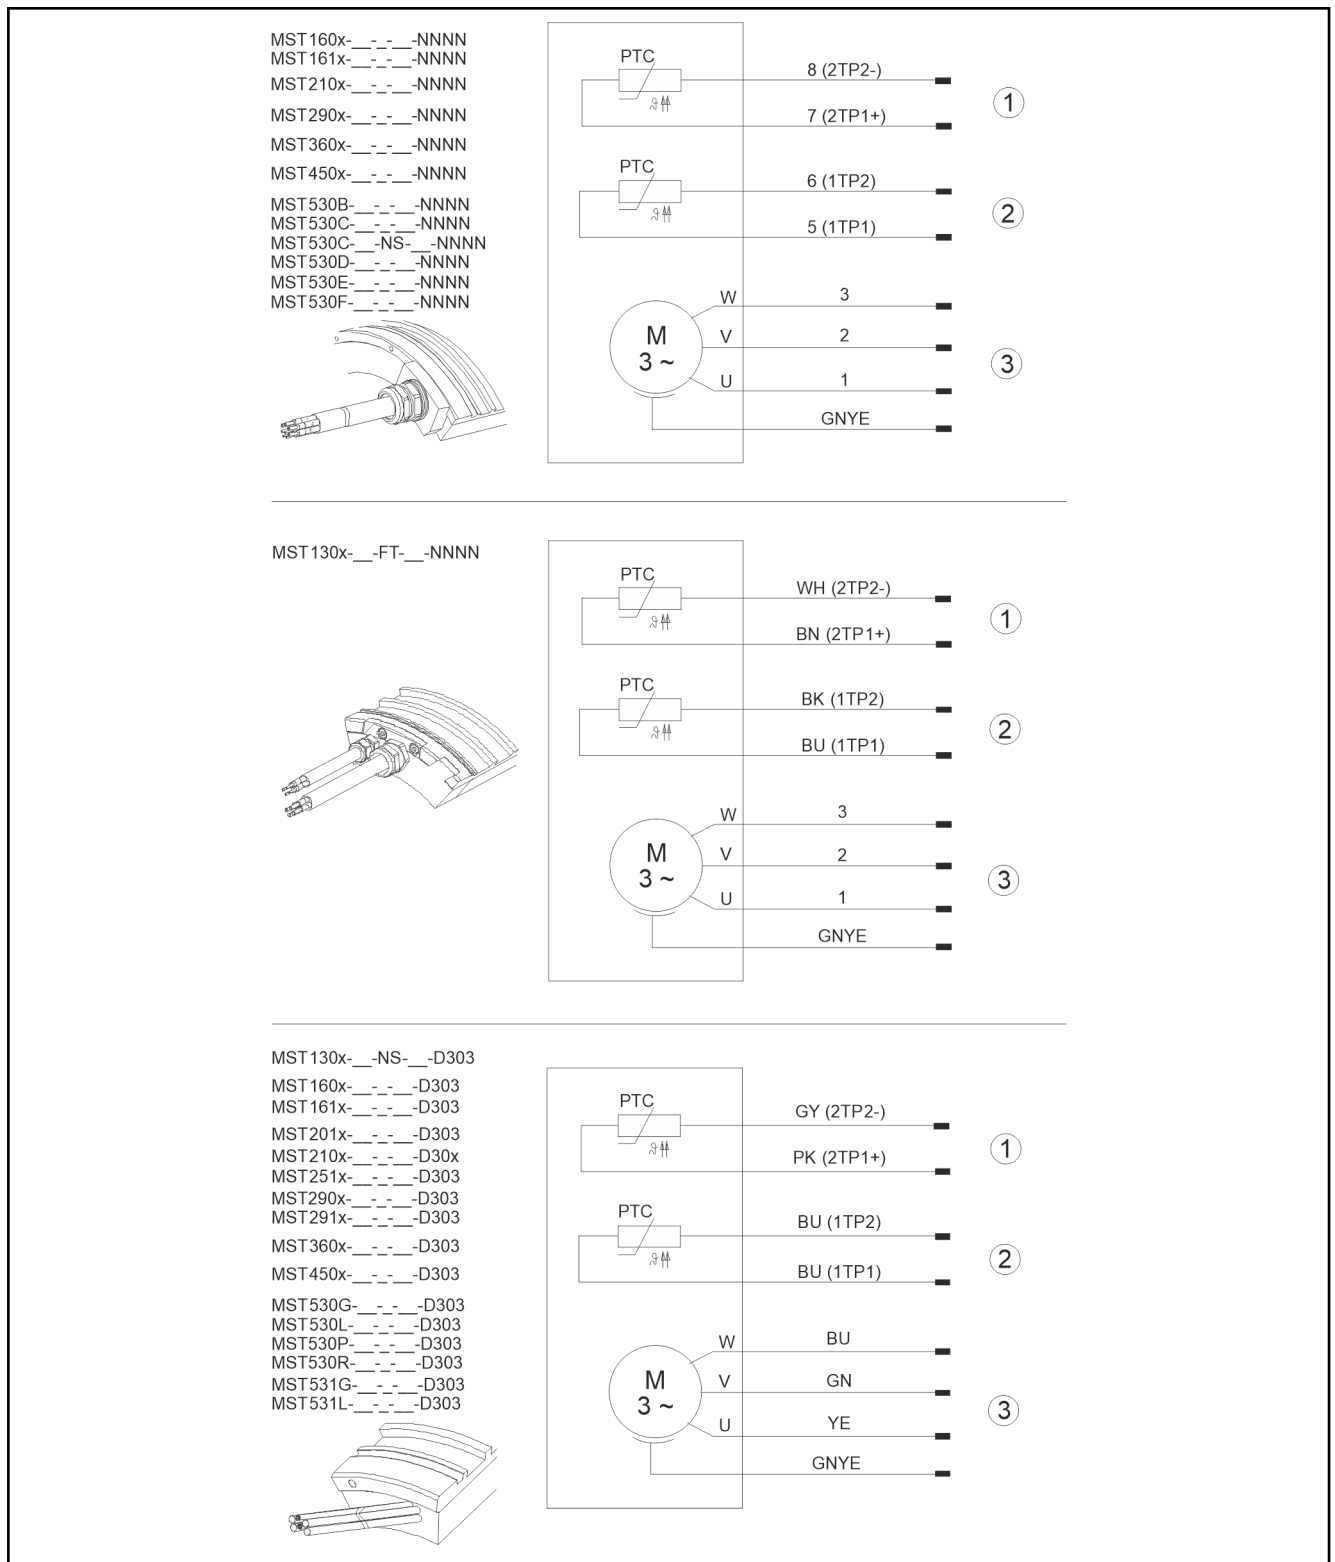 MST160x-__-_-__-NNNN
MST161x-__-_-__-NNNN
MST210x-__-_-__-NNNN
MST290x-__-_-__-NNNN
MST360x-__-_-__-NNNN
MST450x-__-_-__-NNNN
MST530B-__-_-__-NNNN
MST530C-__-_-__-NNNN
MST530C-__-NS-__-NNNN
MST530D-__-_-__-NNNN
MST530E-__-_-__-NNNN
MST530F-__-_-__-NNNN
PTC
ϑ
8 (2TP2-)
7 (2TP1+)
1
PTC
ϑ
6 (1TP2)
5 (1TP1)
2
M
3 ~
W
3
V
2
U
1
GNYE
3
MST130x-__-FT-__-NNNN
PTC
ϑ
WH (2TP2-)
BN (2TP1+)
1
PTC
ϑ
BK (1TP2)
BU (1TP1)
2
M
3 ~
W
3
V
2
U
1
GNYE
3
MST130x-__-NS-__-D303
MST160x-__-_-__-D303
MST161x-__-_-__-D303
MST201x-__-_-__-D303
MST210x-__-_-__-D30x
MST251x-__-_-__-D303
MST290x-__-_-__-D303
MST291x-__-_-__-D303
MST360x-__-_-__-D303
MST450x-__-_-__-D303
MST530G-__-_-__-D303
MST530L-__-_-__-D303
MST530P-__-_-__-D303
MST530R-__-_-__-D303
MST531G-__-_-__-D303
MST531L-__-_-__-D303
PTC
ϑ
GY (2TP2-)
PK (2TP1+)
1
PTC
ϑ
BU (1TP2)
BU (1TP1)
2
M
3 ~
W
BU
V
GN
U
YE
GNYE
3